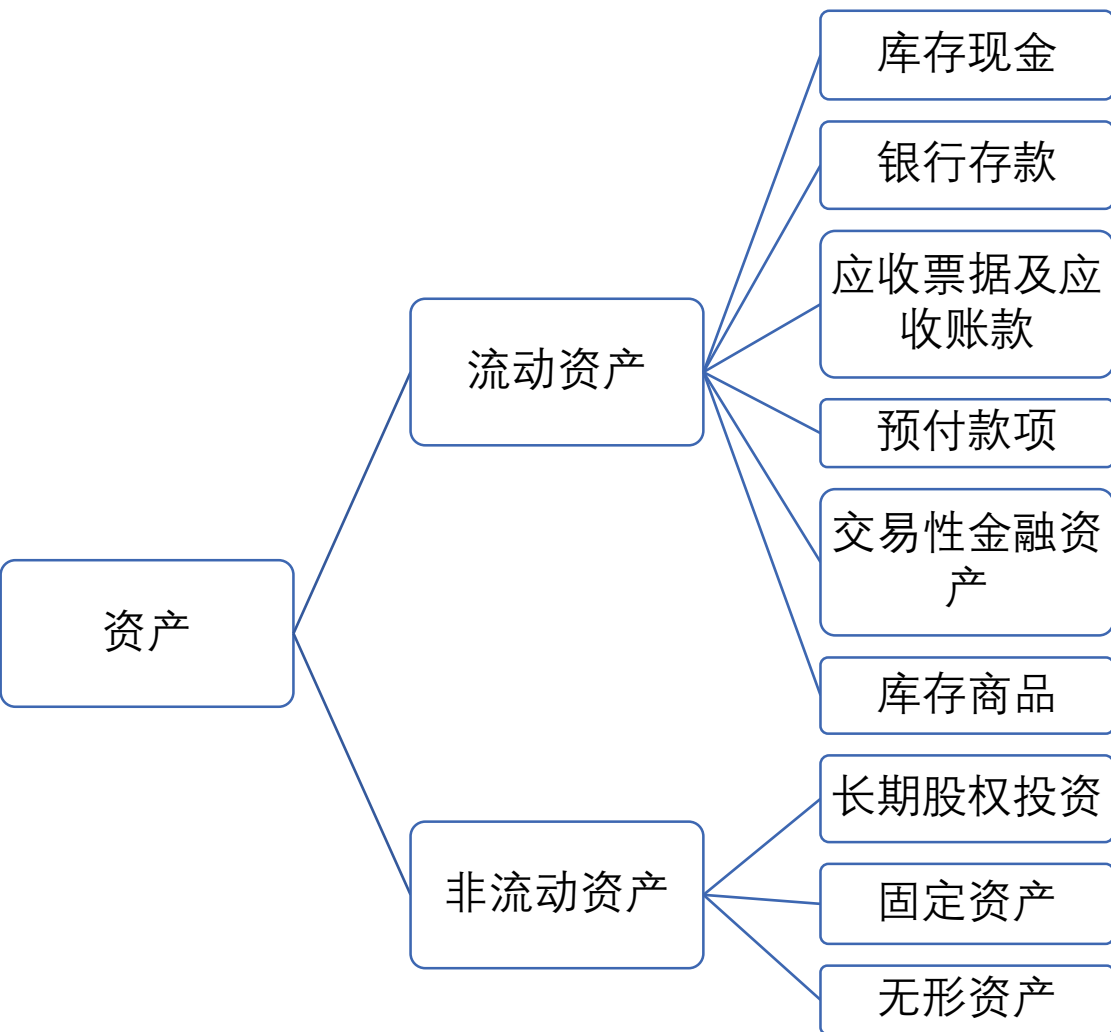 库存现金
银行存款
应收票据及应
收账款
流动资产
预付款项
交易性金融资
产
资产
库存商品
长期股权投资
非流动资产
固定资产
无形资产